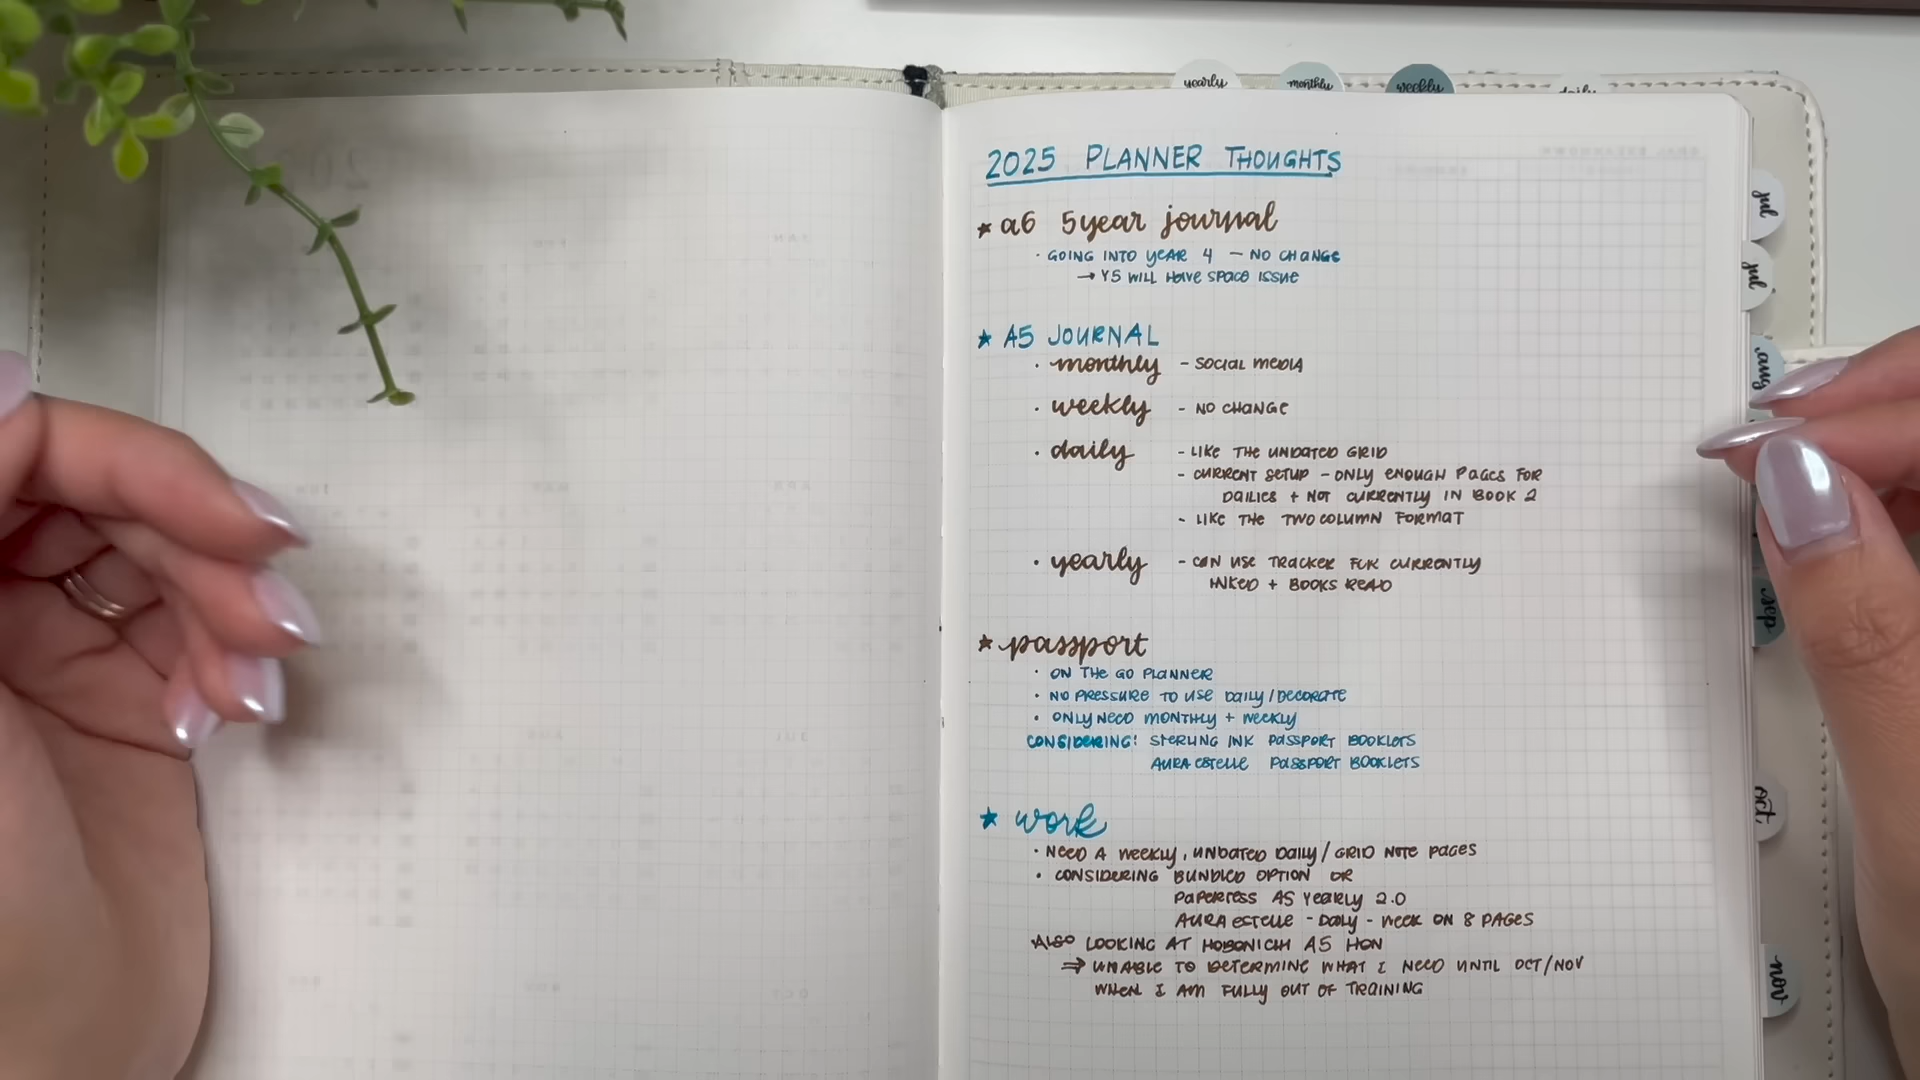 yearly
monthly
weekly
daily
2025 PLANNER THOUGHTS
★ a6 5year journal
· GOING INTO YEAR 4 — NO CHANGE
→ Y5 WILL HAVE SPACE ISSUE
★ A5 JOURNAL
· monthly - SOCIAL MEDIA
· weekly - NO CHANGE
· daily - LIKE THE UNDATED GRID
- CURRENT SETUP - ONLY ENOUGH PAGES FOR
DAILIES + NOT CURRENTLY IN BOOK 2
- LIKE THE TWO COLUMN FORMAT
· yearly - CAN USE TRACKER FOR CURRENTLY
INKED + BOOKS READ
★ passport
· ON THE GO PLANNER
· NO PRESSURE TO USE DAILY/DECORATE
· ONLY NEED MONTHLY + WEEKLY
CONSIDERING: STERLING INK PASSPORT BOOKLETS
AURA ESTELLE PASSPORT BOOKLETS
★ work
· NEED A WEEKLY, UNDATED DAILY/GRID NOTE PAGES
· CONSIDERING BUNDLED OPTION OR
PAPERTESS A5 YEARLY 2.0
AURA ESTELLE - DAILY - WEEK ON 8 PAGES
ALSO LOOKING AT HOBONICHI A5 HON
⇒ UNABLE TO DETERMINE WHAT I NEED UNTIL OCT/NOV
WHEN I AM FULLY OUT OF TRAINING
jul
jul
aug
sep
oct
nov